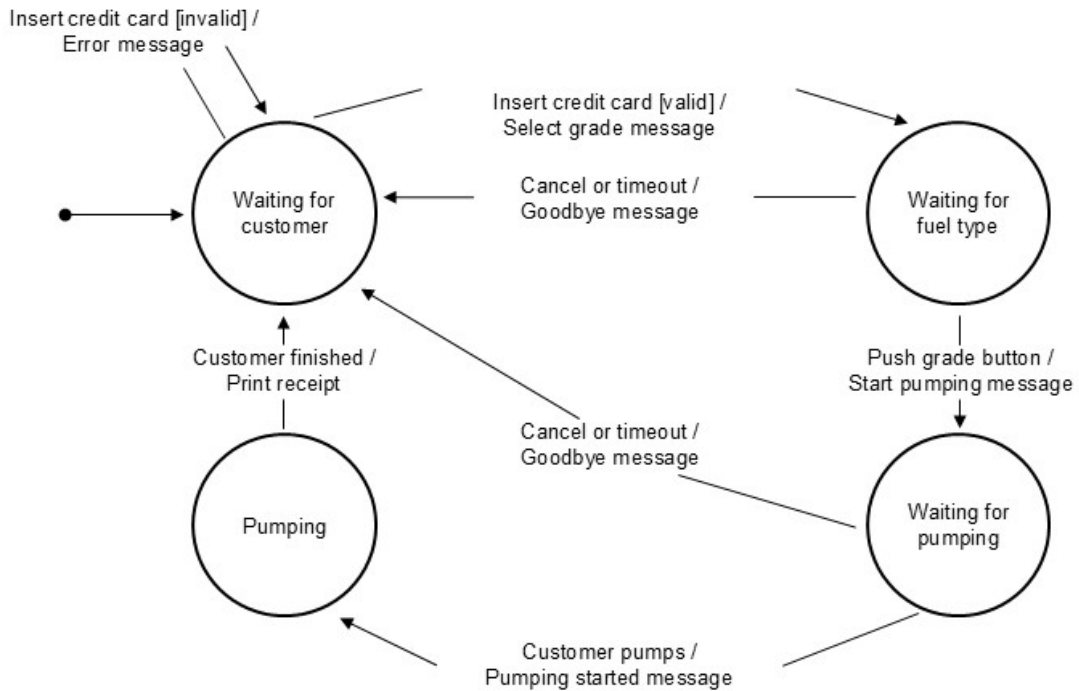 Insert credit card [invalid] /
Error message
Insert credit card [valid] /
Select grade message
Waiting for
customer
Cancel or timeout /
Goodbye message
Waiting for
fuel type
Customer finished /
Print receipt
Push grade button /
Start pumping message
Cancel or timeout /
Goodbye message
Pumping
Waiting for
pumping
Customer pumps /
Pumping started message